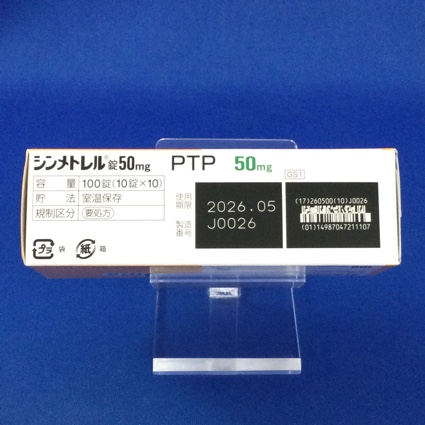 シンメトレル®錠50mg PTP 50mg
容量 100錠(10錠×10)
貯法 室温保存
規制区分 要処方
プラ 袋 紙 箱
使用期限 2026.05
製造番号 J0026
GS1
(17)260500(10)J0026
(01)14987047211107